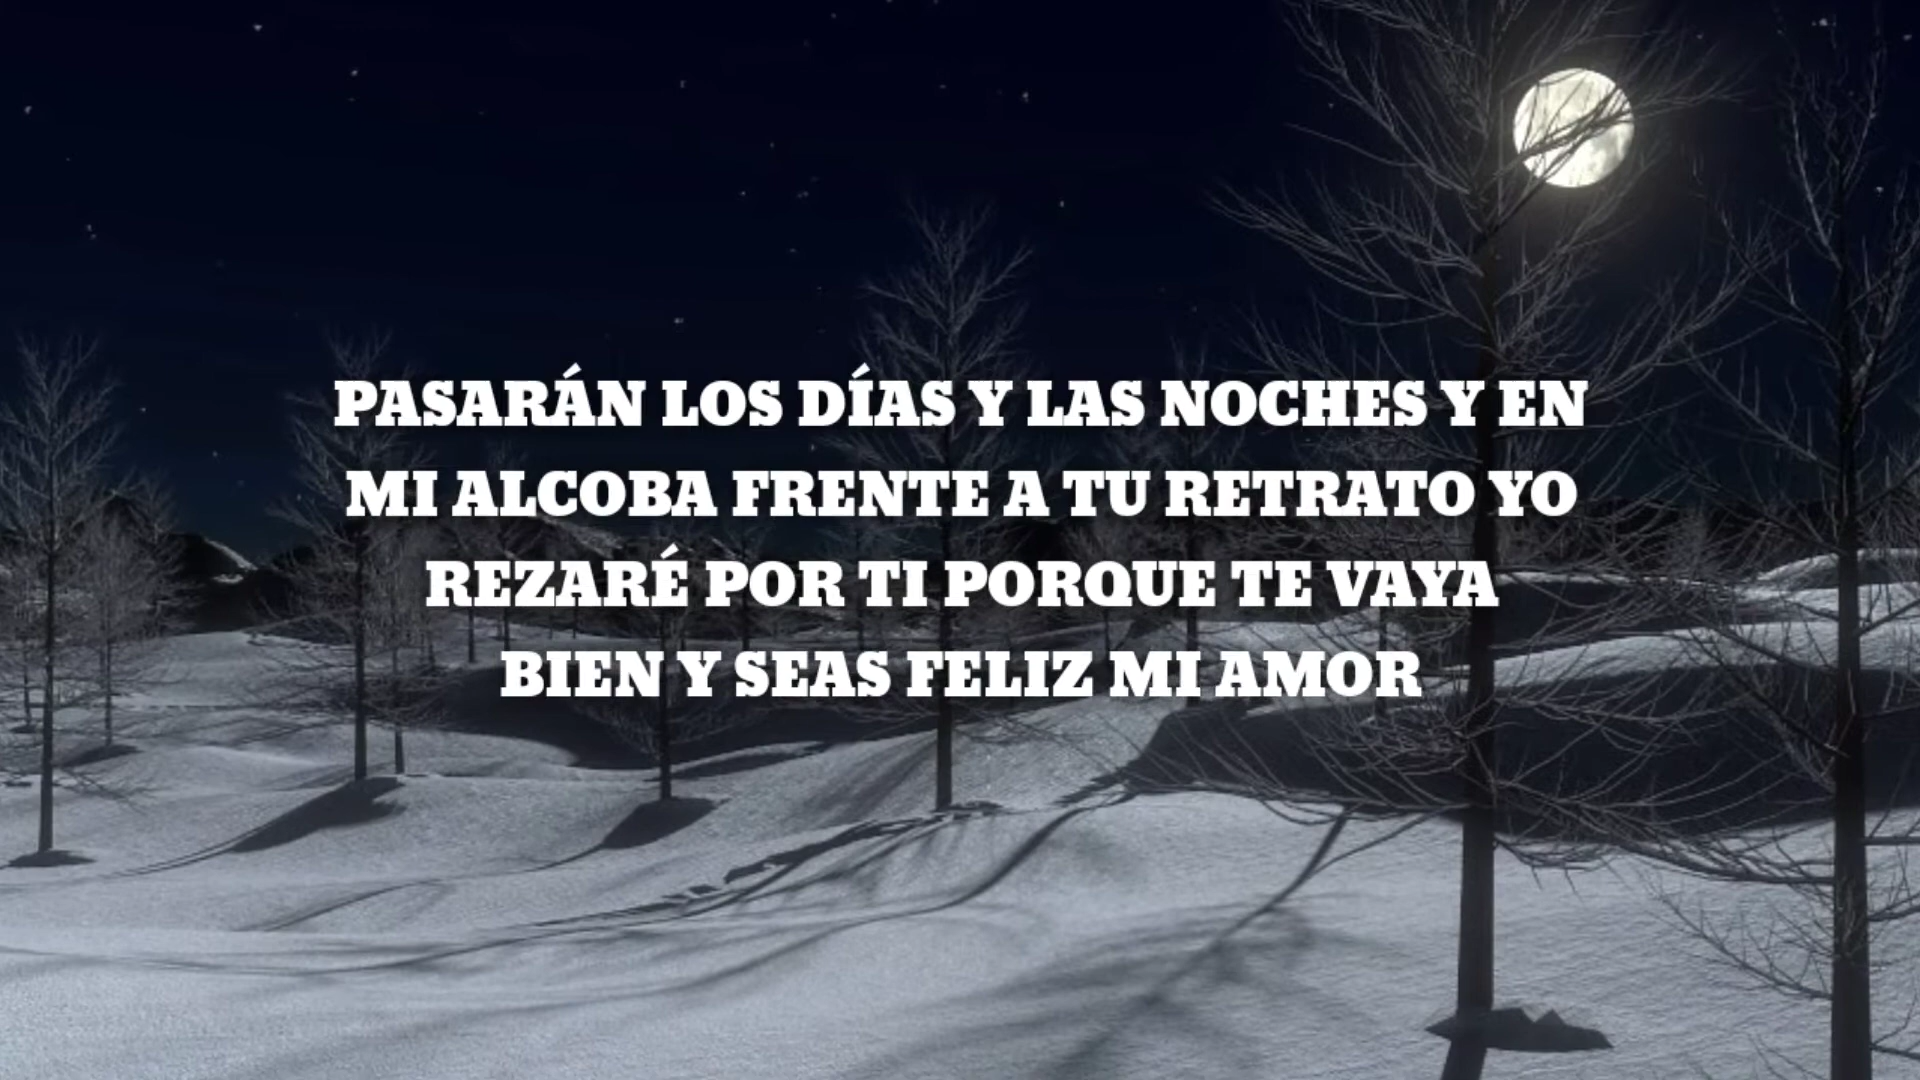 PASARÁN LOS DÍAS Y LAS NOCHES Y EN
MI ALCOBA FRENTE A TU RETRATO YO
REZARÉ POR TI PORQUE TE VAYA
BIEN Y SEAS FELIZ MI AMOR